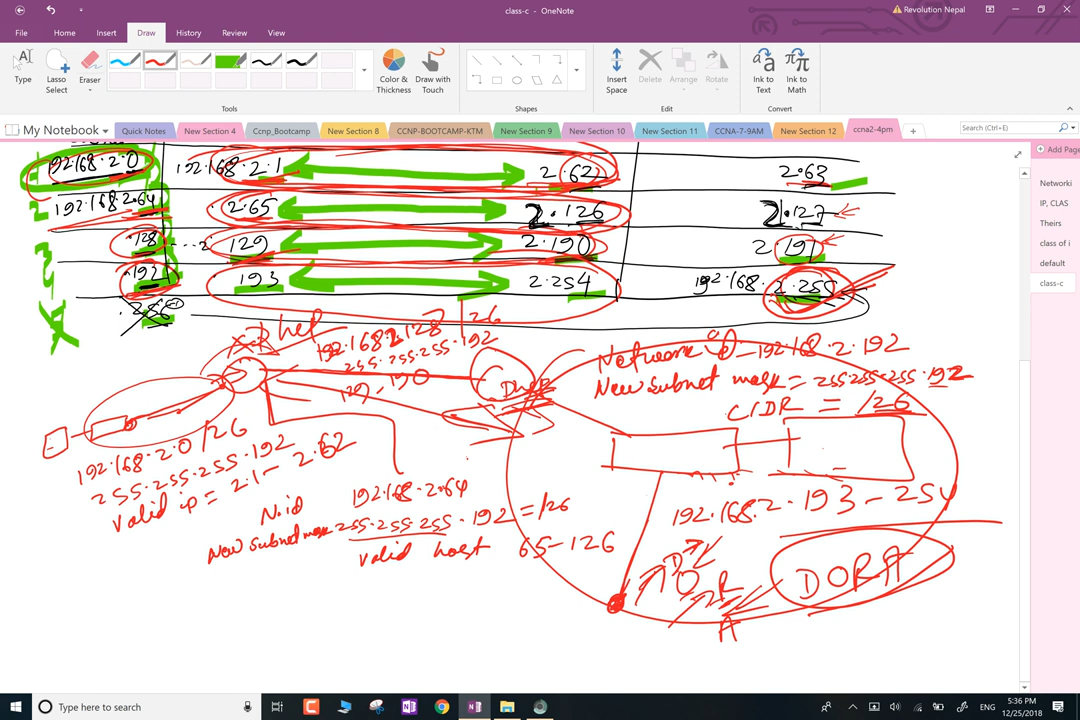 class-c - OneNote
Revolution Nepal
File
Home
Insert
Draw
History
Review
View
Type
Lasso Select
Eraser
Color & Thickness
Draw with Touch
Insert Space
Delete
Arrange
Rotate
Ink to Text
Ink to Math
Tools
Shapes
Edit
Convert
My Notebook
Quick Notes
New Section 4
Ccnp_Bootcamp
New Section 8
CCNP-BOOTCAMP-KTM
New Section 9
New Section 10
New Section 11
CCNA-7-9AM
New Section 12
ccna2-4pm
Search (Ctrl+E)
Add Page
Networki
IP, CLAS
Theirs
class of i
default
class-c
192.168.2.0 192.168.2.1 2.62 2.63
192.168.2.64 2.65 2.126 2.127
.128 ...2 129 2.190 2.191
.192 193 2.254 192.168.2.255
.256
192.168.2.128 /26
255.255.255.192
129-190
192.168.2.0/26
255.255.255.192
Valid ip = 2.1 - 2.62
N.id 192.168.2.64
New subnet mask 255.255.255.192 = /26
Valid host 65-126
Network id - 192.168.2.192
New subnet mask = 255.255.255.192
CIDR = /26
192.168.2.193 - 254
DORA
D
O
R
A
Type here to search
ENG
5:36 PM
12/25/2018